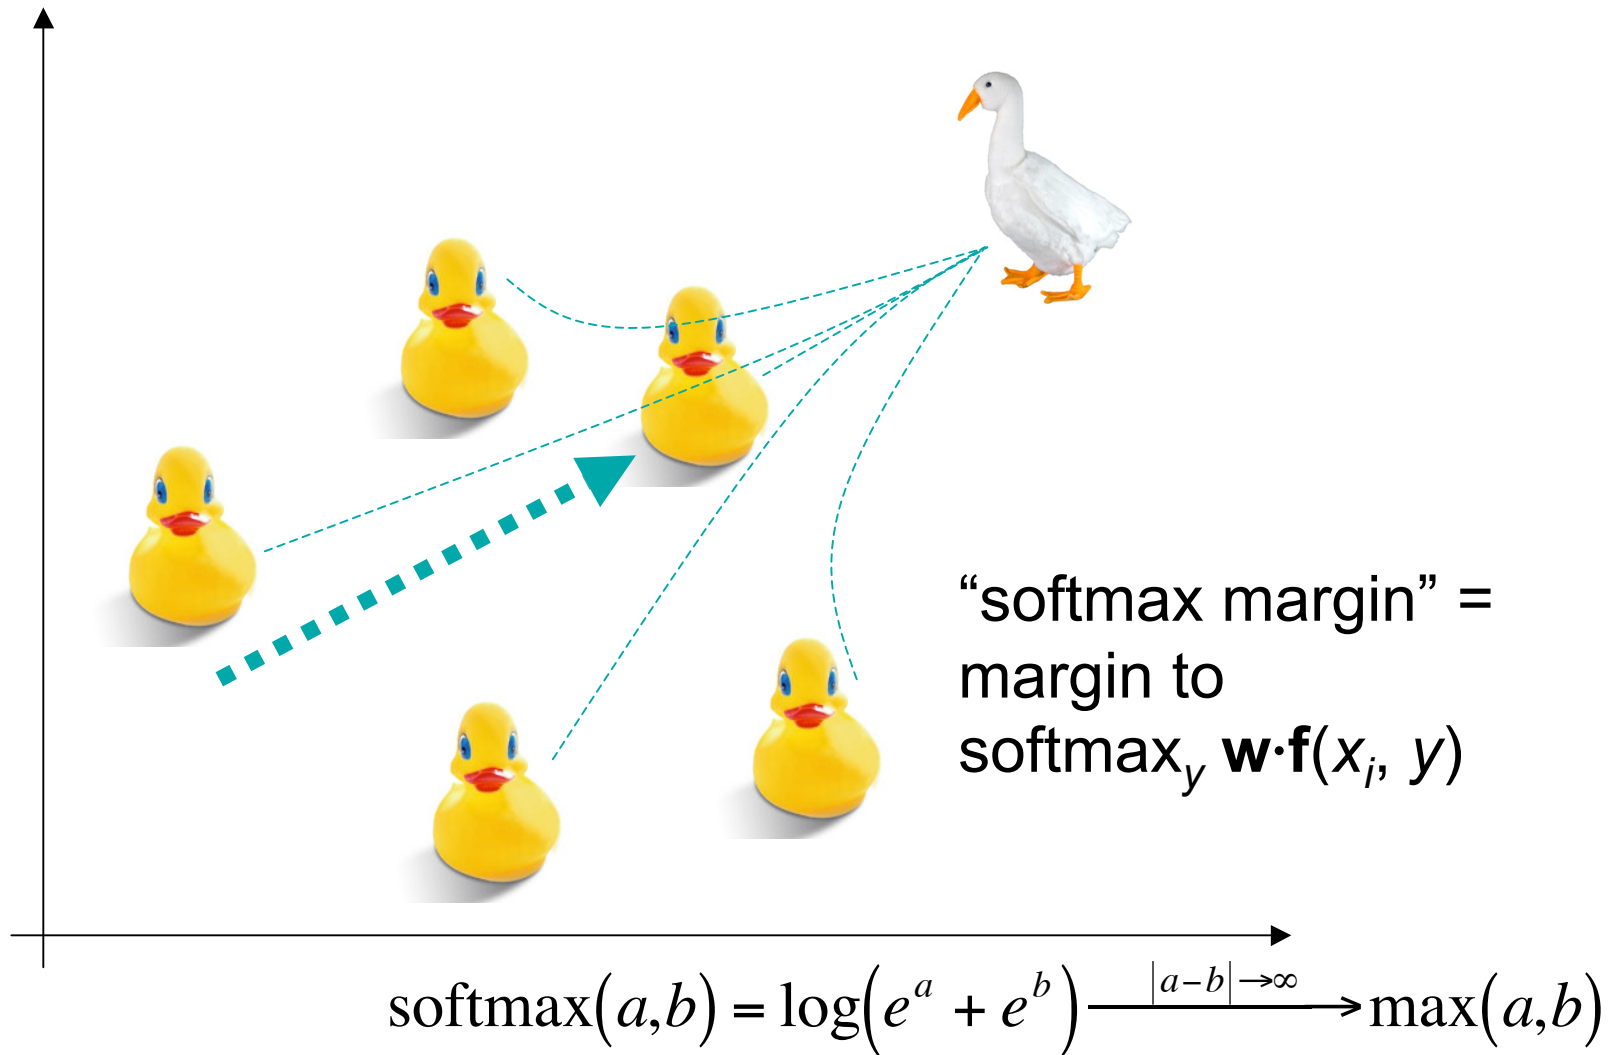 “softmax margin” =
margin to
softmax_y w·f(x_i, y)
softmax(a,b) = log(e^a + e^b) —|a−b|→∞→ max(a,b)